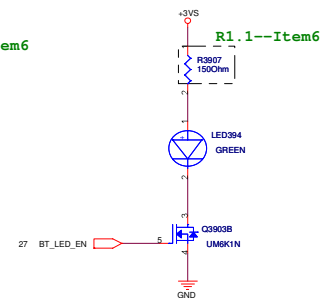 +3VS
em6
R1.1--Item6
R3907
150Ohm
2
1
LED394
+
GREEN
2
3
Q3903B
27 BT_LED_EN
5
UM6K1N
4
GND